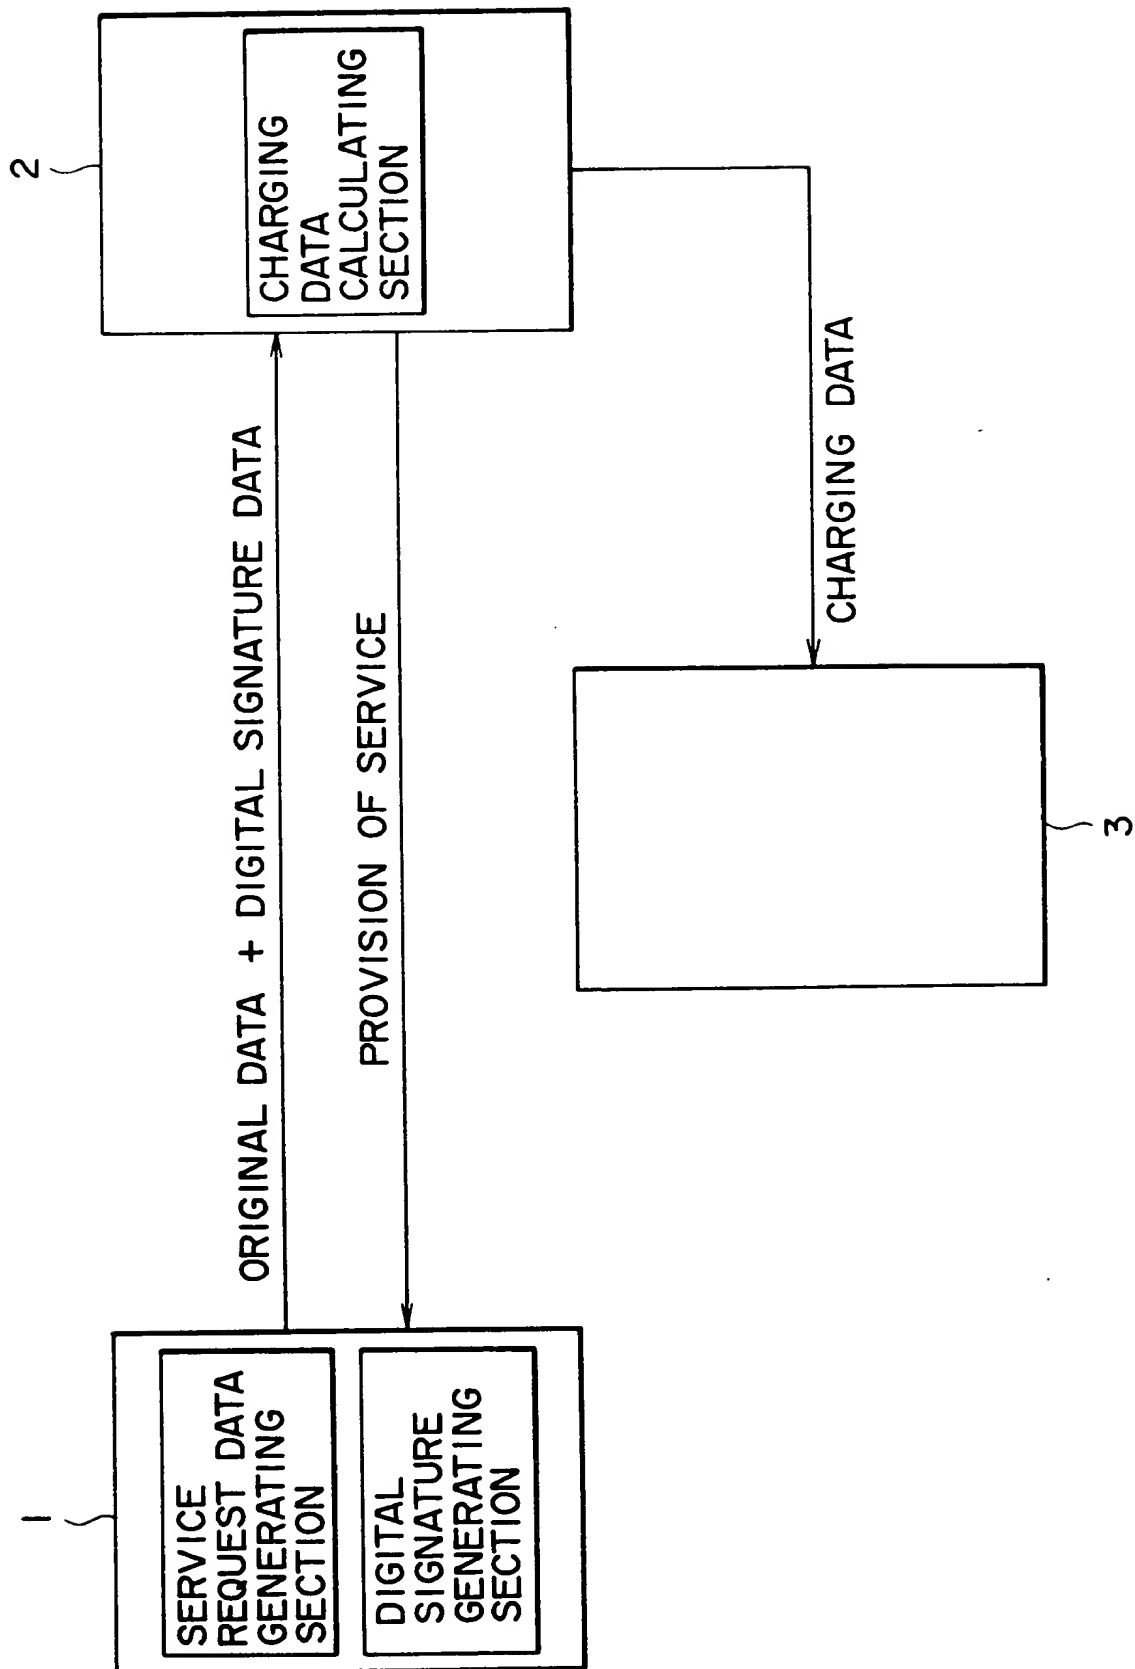 1
SERVICE
REQUEST DATA
GENERATING
SECTION
DIGITAL
SIGNATURE
GENERATING
SECTION
ORIGINAL DATA + DIGITAL SIGNATURE DATA
PROVISION OF SERVICE
2
CHARGING
DATA
CALCULATING
SECTION
CHARGING DATA
3